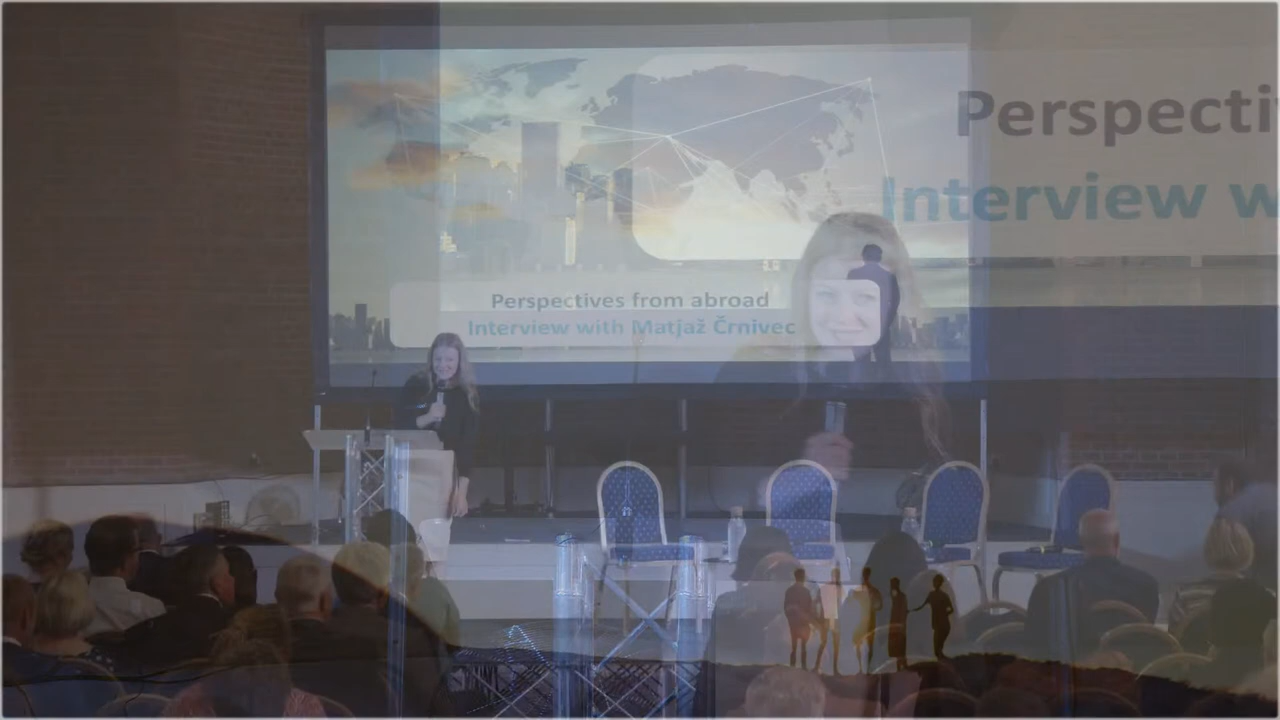 Perspectives from abroad
Interview with Matjaž Črnivec
Perspecti
Interview w